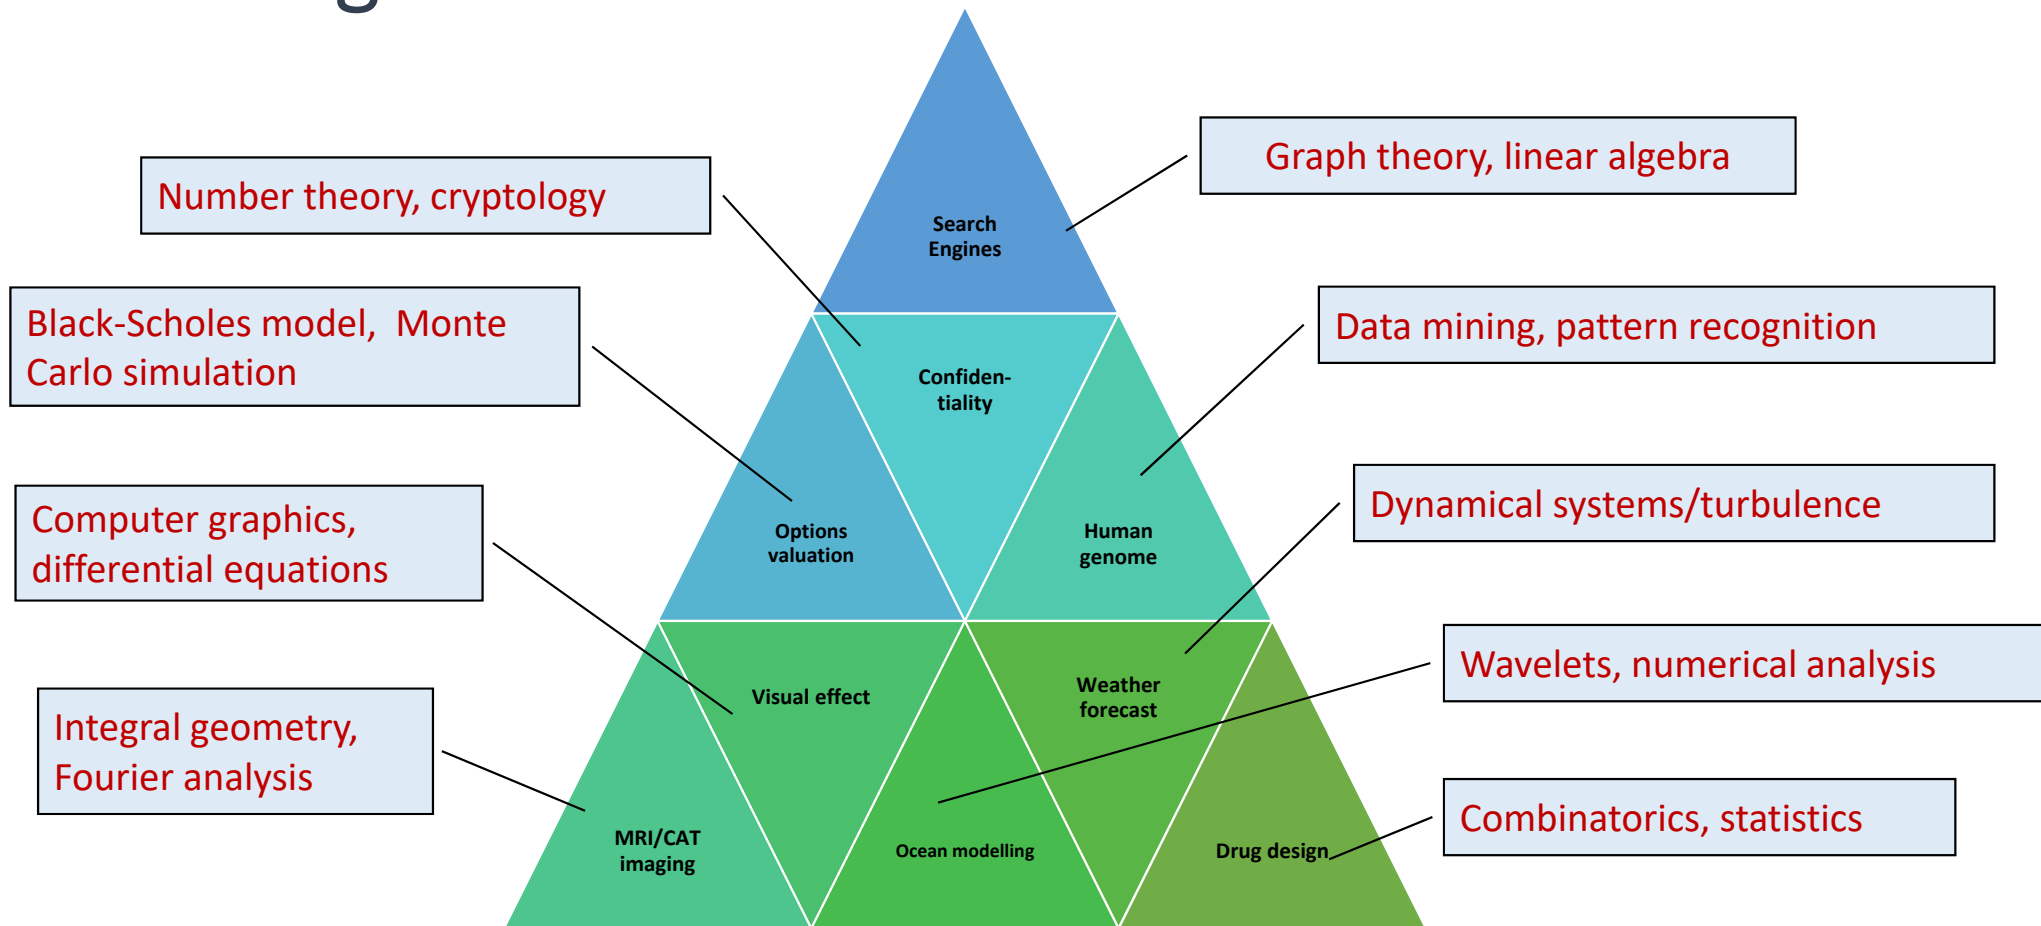 Graph theory, linear algebra
Number theory, cryptology
Search
Engines
Black-Scholes model,  Monte
Carlo simulation
Data mining, pattern recognition
Confiden-
tiality
Dynamical systems/turbulence
Computer graphics,
differential equations
Options
valuation
Human
genome
Wavelets, numerical analysis
Visual effect
Weather
forecast
Integral geometry,
Fourier analysis
Combinatorics, statistics
MRI/CAT
imaging
Ocean modelling
Drug design